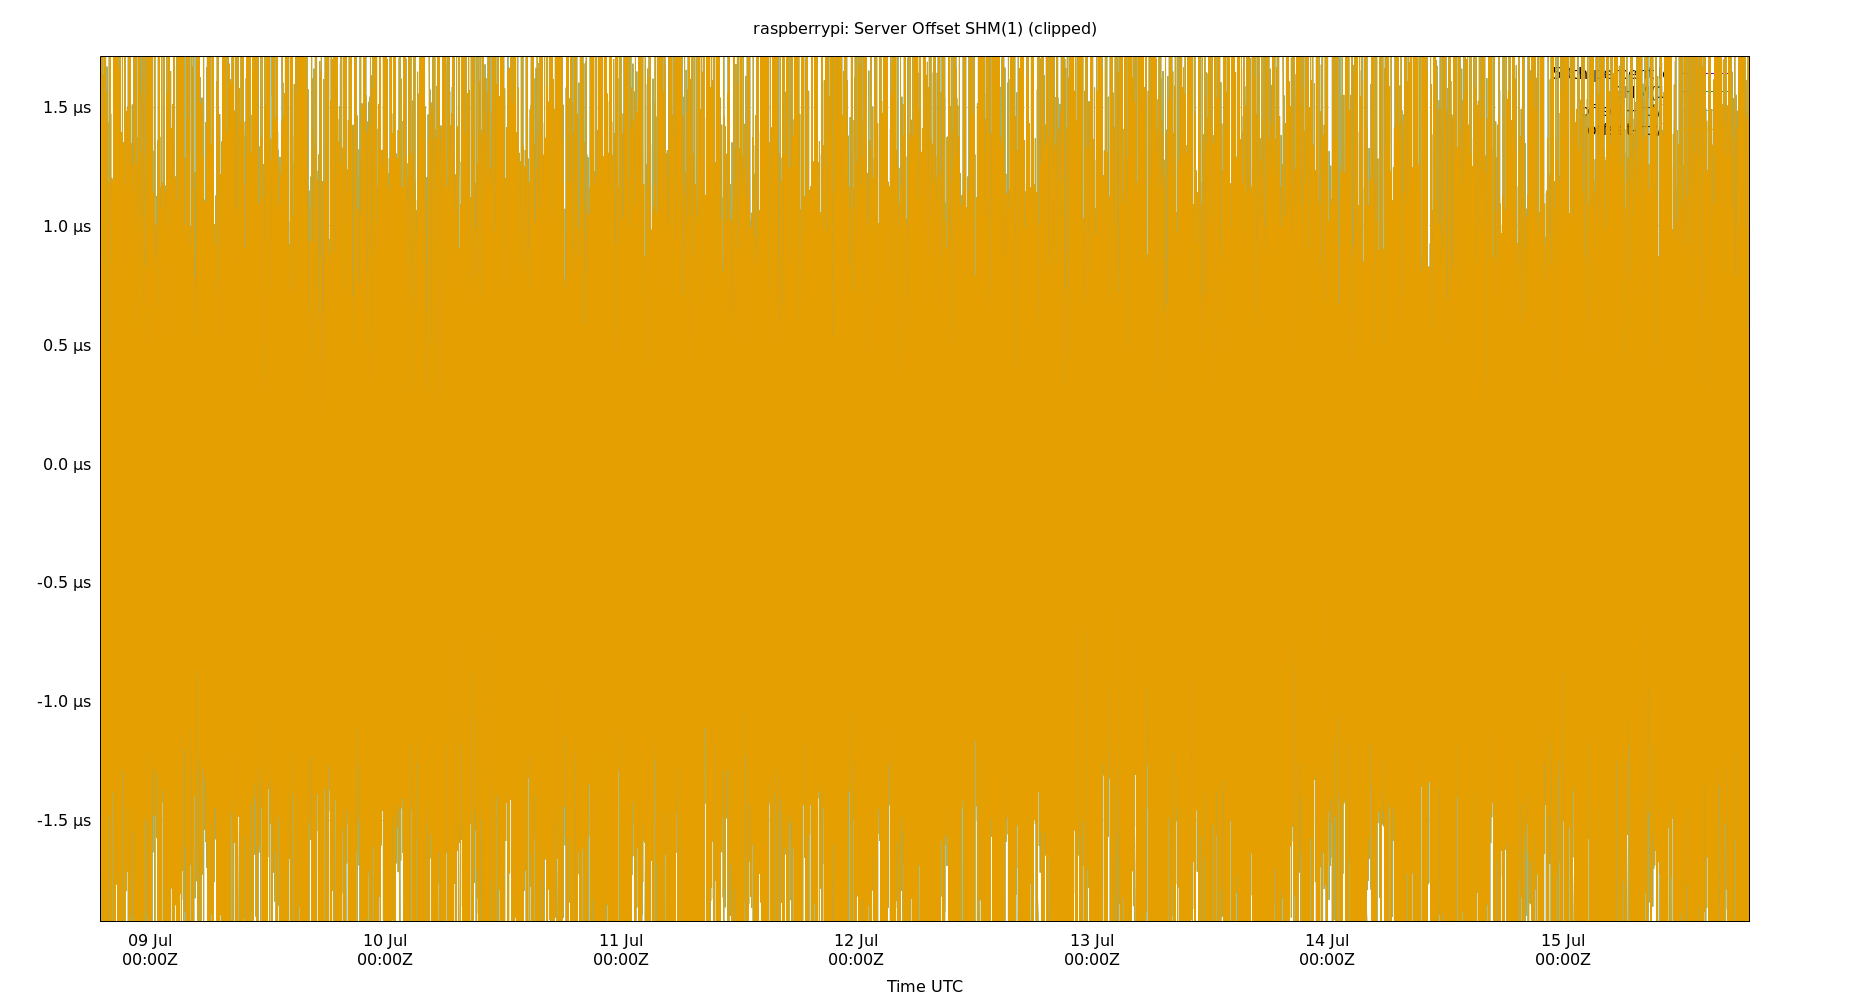 raspberrypi: Server Offset SHM(1) (clipped)
1.5 µs
1.0 µs
0.5 µs
0.0 µs
-0.5 µs
-1.0 µs
-1.5 µs
09 Jul 10 Jul 11 Jul 12 Jul 13 Jul 14 Jul 15 Jul
00:00Z 00:00Z 00:00Z 00:00Z 00:00Z 00:00Z 00:00Z
Time UTC